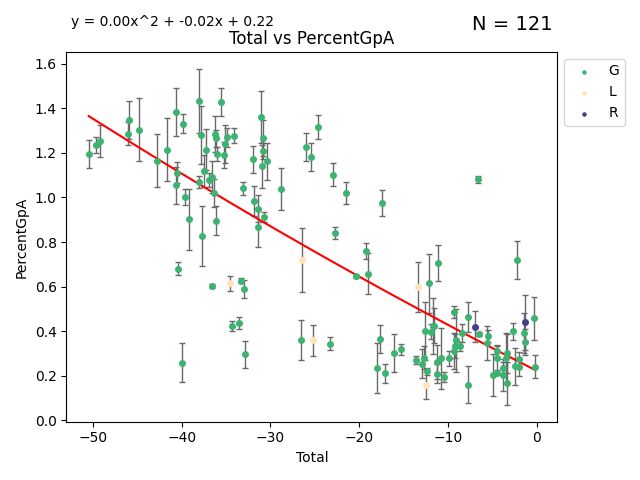 y = 0.00x^2 + -0.02x + 0.22
N = 121
Total vs PercentGpA
G
L
R
PercentGpA
1.6
1.4
1.2
1.0
0.8
0.6
0.4
0.2
0.0
−50
−40
−30
−20
−10
0
Total